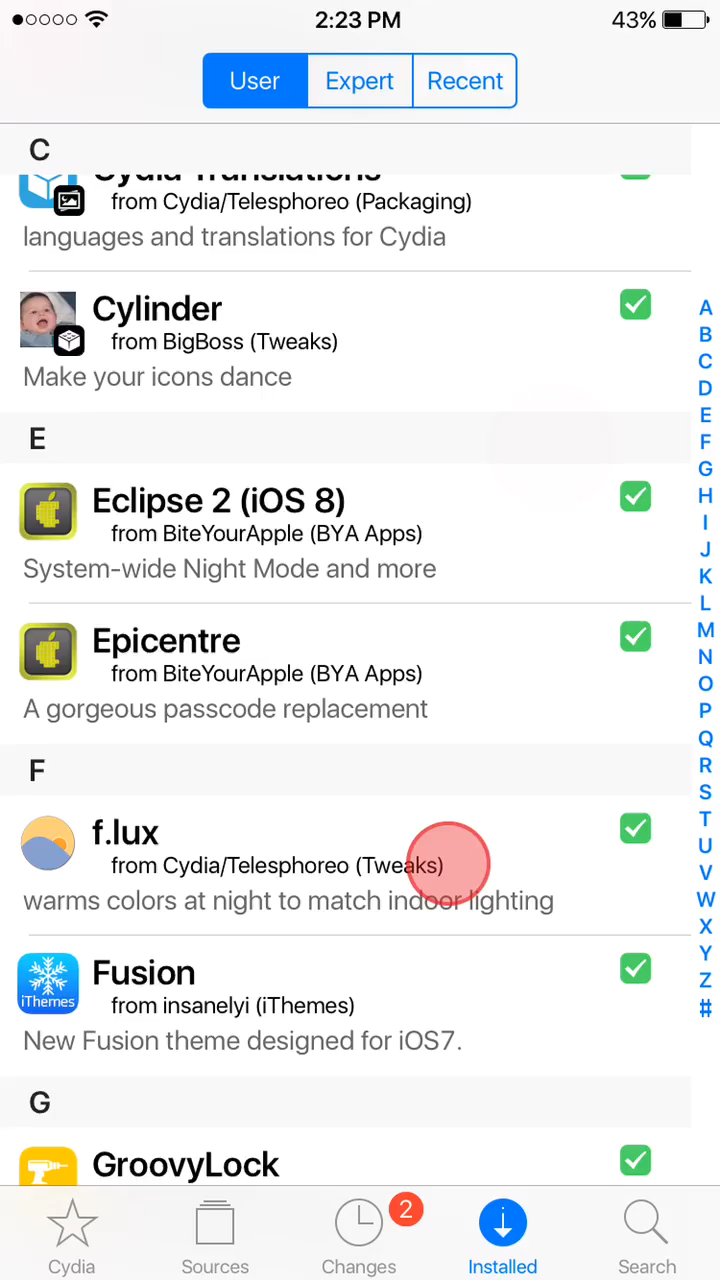 2:23 PM
43%
User
Expert
Recent
C
Cydia Translations
from Cydia/Telesphoreo (Packaging)
languages and translations for Cydia
Cylinder
from BigBoss (Tweaks)
Make your icons dance
E
Eclipse 2 (iOS 8)
from BiteYourApple (BYA Apps)
System-wide Night Mode and more
Epicentre
from BiteYourApple (BYA Apps)
A gorgeous passcode replacement
F
f.lux
from Cydia/Telesphoreo (Tweaks)
warms colors at night to match indoor lighting
iThemes
Fusion
from insanelyi (iThemes)
New Fusion theme designed for iOS7.
G
GroovyLock
A
B
C
D
E
F
G
H
I
J
K
L
M
N
O
P
Q
R
S
T
U
V
W
X
Y
Z
#
Cydia
Sources
2
Changes
Installed
Search